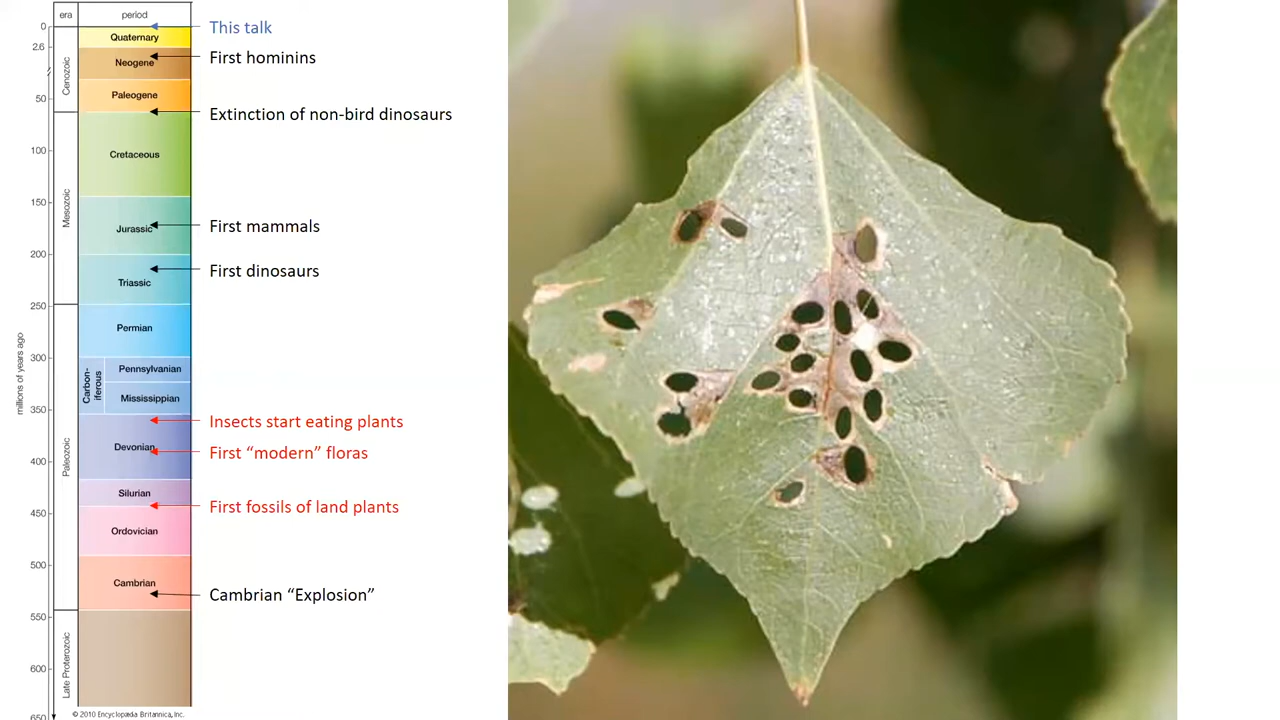 era period
0
2.6
50
100
150
200
250
300
350
400
450
500
550
600
650
millions of years ago
Cenozoic
Mesozoic
Paleozoic
Late Proterozoic
Quaternary
Neogene
Paleogene
Cretaceous
Jurassic
Triassic
Permian
Carbon-
iferous
Pennsylvanian
Mississippian
Devonian
Silurian
Ordovician
Cambrian
This talk
First hominins
Extinction of non-bird dinosaurs
First mammals
First dinosaurs
Insects start eating plants
First “modern” floras
First fossils of land plants
Cambrian “Explosion”
© 2010 Encyclopædia Britannica, Inc.